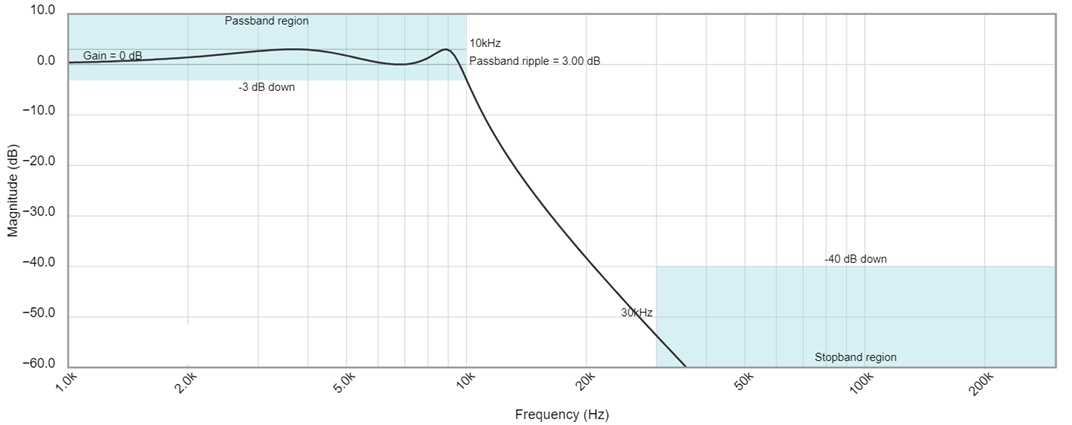 10.0
Passband region
10kHz
Gain = 0 dB
0.0
Passband ripple = 3.00 dB
-3 dB down
−10.0
−20.0
−30.0
−40.0
-40 dB down
−50.0
30kHz
Stopband region
−60.0
Magnitude (dB)
1.0k
2.0k
5.0k
10k
20k
50k
100k
200k
Frequency (Hz)